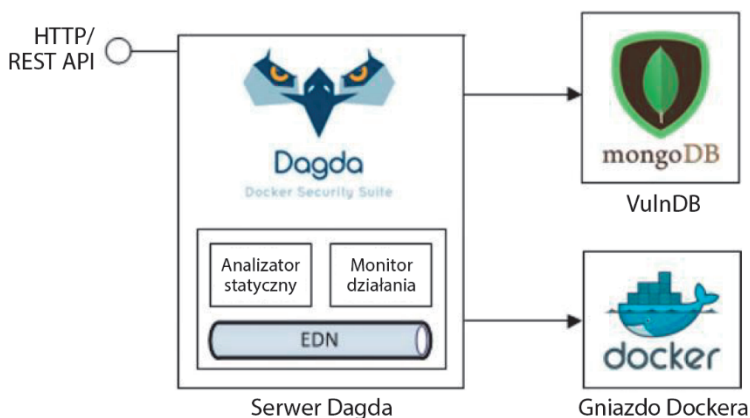 HTTP/
REST API
Dagda
Docker Security Suite
Analizator
statyczny
Monitor
działania
EDN
Serwer Dagda
mongoDB
VulnDB
docker
Gniazdo Dockera